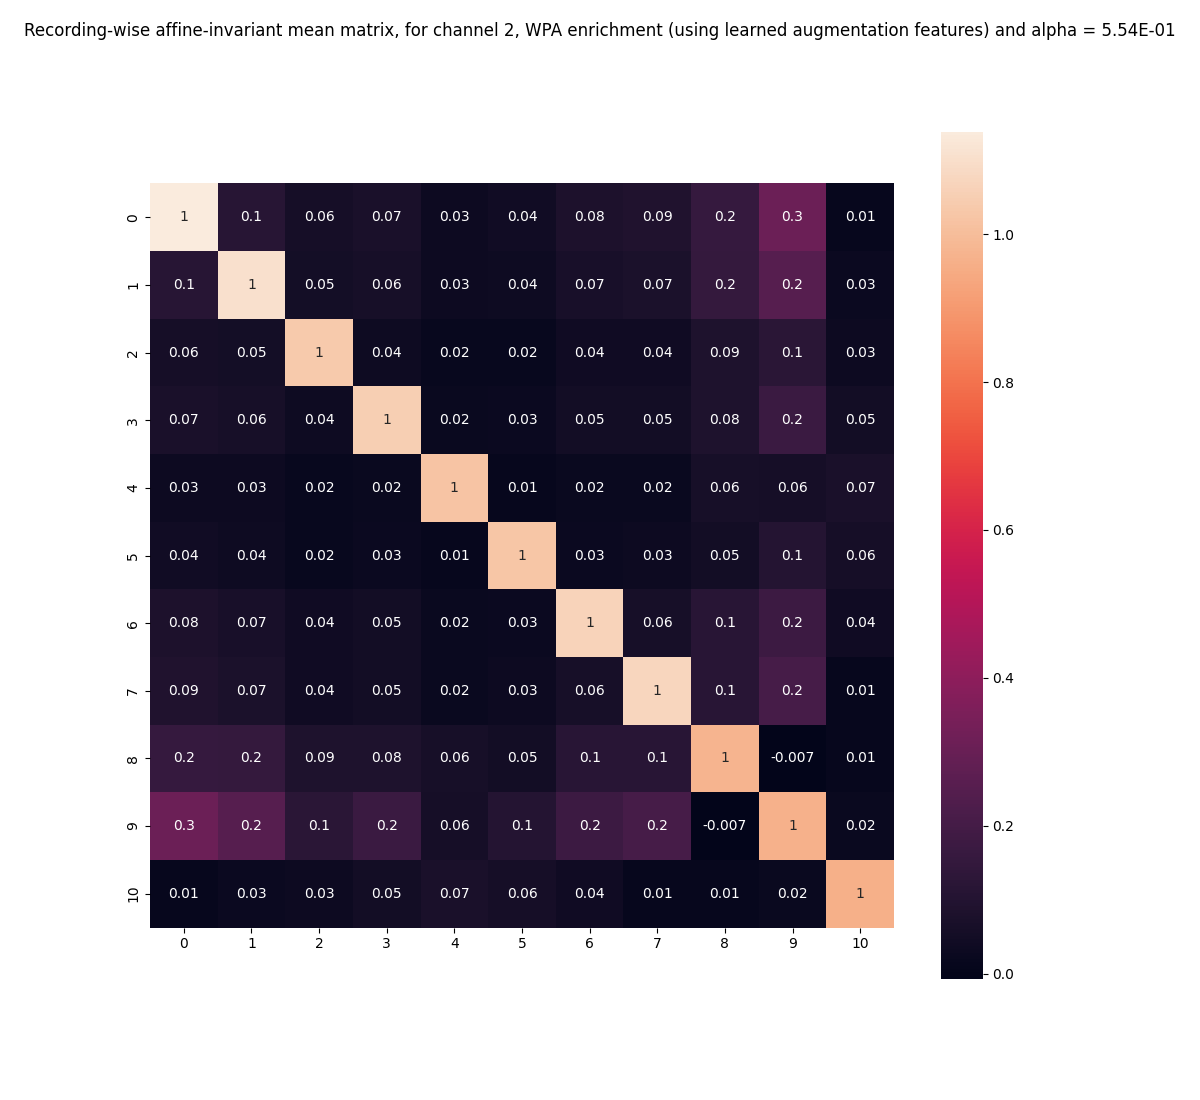 Recording-wise affine-invariant mean matrix, for channel 2, WPA enrichment (using learned augmentation features) and alpha = 5.54E-01
0 1 0.1 0.06 0.07 0.03 0.04 0.08 0.09 0.2 0.3 0.01
1 0.1 1 0.05 0.06 0.03 0.04 0.07 0.07 0.2 0.2 0.03
2 0.06 0.05 1 0.04 0.02 0.02 0.04 0.04 0.09 0.1 0.03
3 0.07 0.06 0.04 1 0.02 0.03 0.05 0.05 0.08 0.2 0.05
4 0.03 0.03 0.02 0.02 1 0.01 0.02 0.02 0.06 0.06 0.07
5 0.04 0.04 0.02 0.03 0.01 1 0.03 0.03 0.05 0.1 0.06
6 0.08 0.07 0.04 0.05 0.02 0.03 1 0.06 0.1 0.2 0.04
7 0.09 0.07 0.04 0.05 0.02 0.03 0.06 1 0.1 0.2 0.01
8 0.2 0.2 0.09 0.08 0.06 0.05 0.1 0.1 1 -0.007 0.01
9 0.3 0.2 0.1 0.2 0.06 0.1 0.2 0.2 -0.007 1 0.02
10 0.01 0.03 0.03 0.05 0.07 0.06 0.04 0.01 0.01 0.02 1
0 1 2 3 4 5 6 7 8 9 10
1.0
0.8
0.6
0.4
0.2
0.0